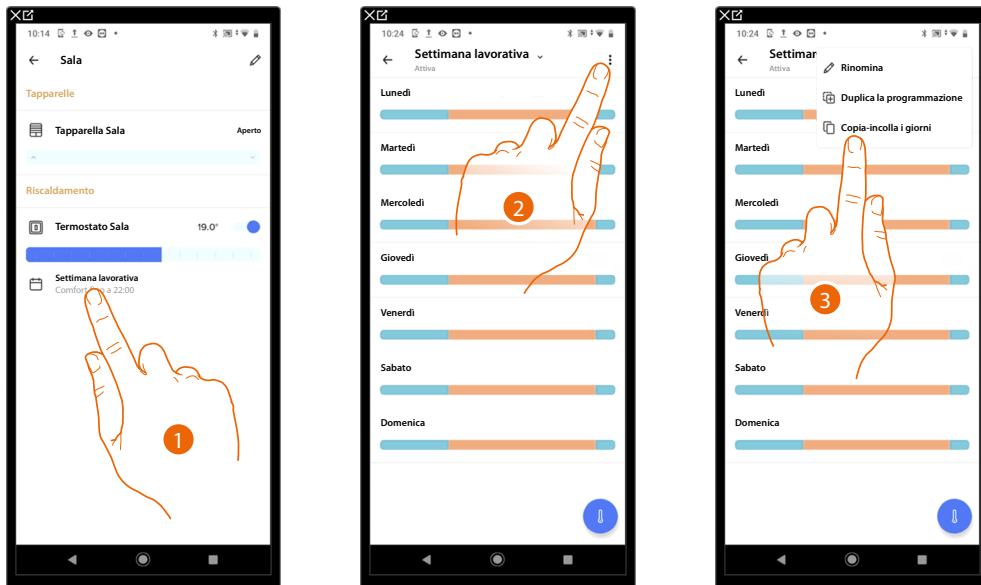 10:14
Sala
Tapparelle
Tapparella Sala
Aperto
Riscaldamento
Termostato Sala
19.0°
Settimana lavorativa
Comfort fino a 22:00
1
10:24
Settimana lavorativa
Attiva
Lunedì
Martedì
Mercoledì
Giovedì
Venerdì
Sabato
Domenica
2
10:24
Attiva
Rinomina
Duplica la programmazione
Copia-incolla i giorni
Lunedì
Martedì
Mercoledì
Giovedì
Venerdì
Sabato
Domenica
3